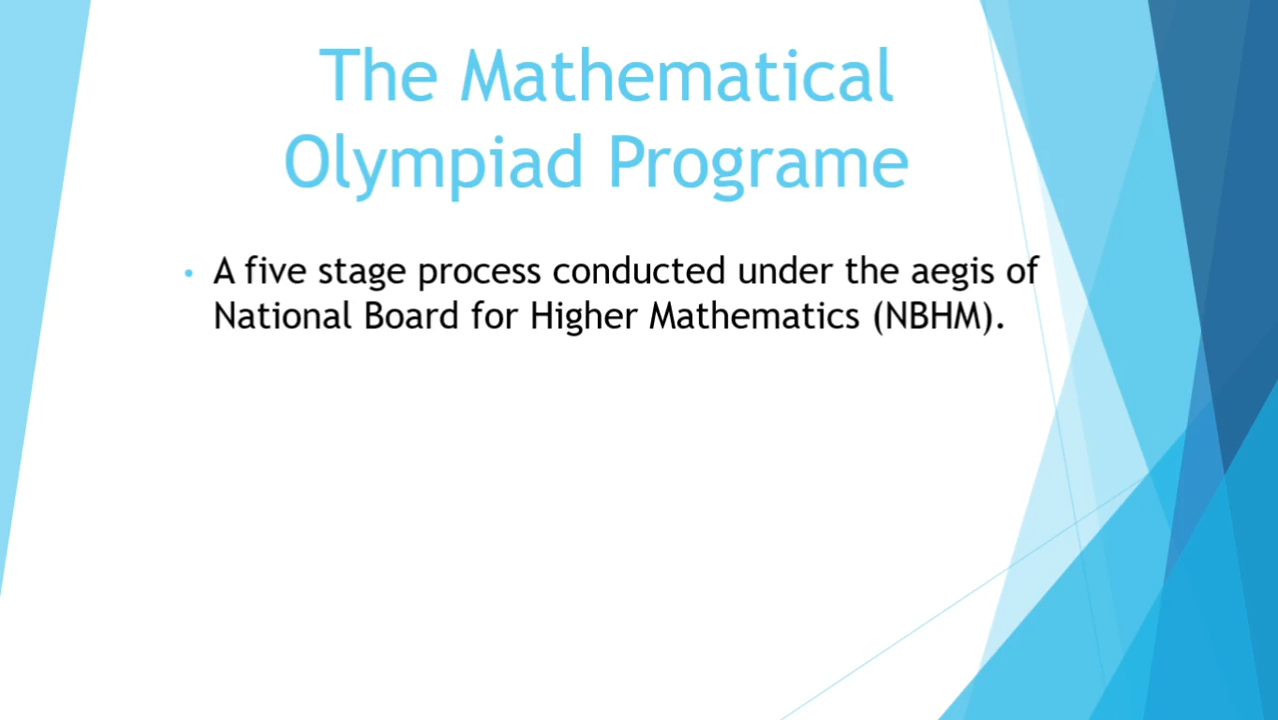 The Mathematical
Olympiad Programe
• A five stage process conducted under the aegis of
National Board for Higher Mathematics (NBHM).